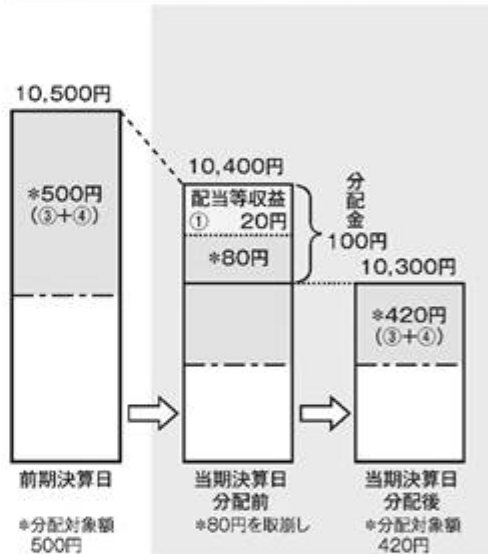 10,500円
*500円
(③+④)
前期決算日
*分配対象額
500円
10,400円
配当等収益
① 20円
*80円
分配金
100円
当期決算日
分配前
*80円を取崩し
10,300円
*420円
(③+④)
当期決算日
分配後
*分配対象額
420円